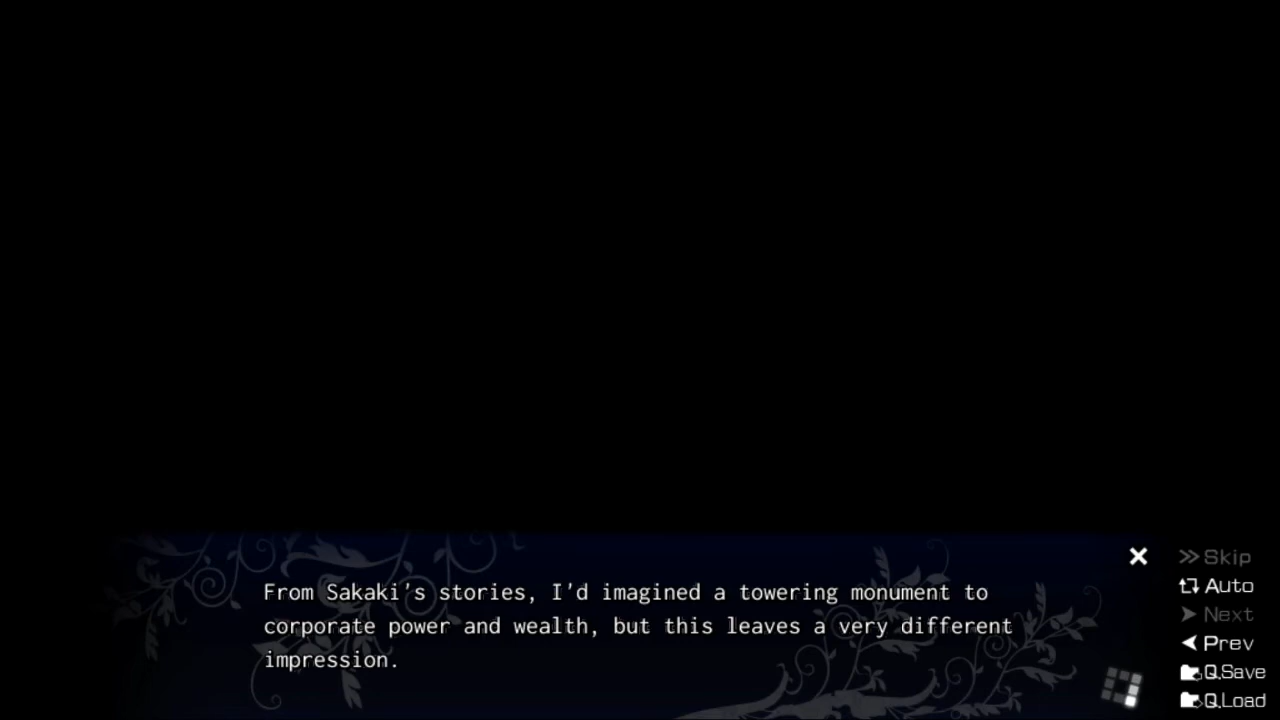 From Sakaki's stories, I'd imagined a towering monument to
corporate power and wealth, but this leaves a very different
impression.
Skip
Auto
Next
Prev
Q.Save
Q.Load